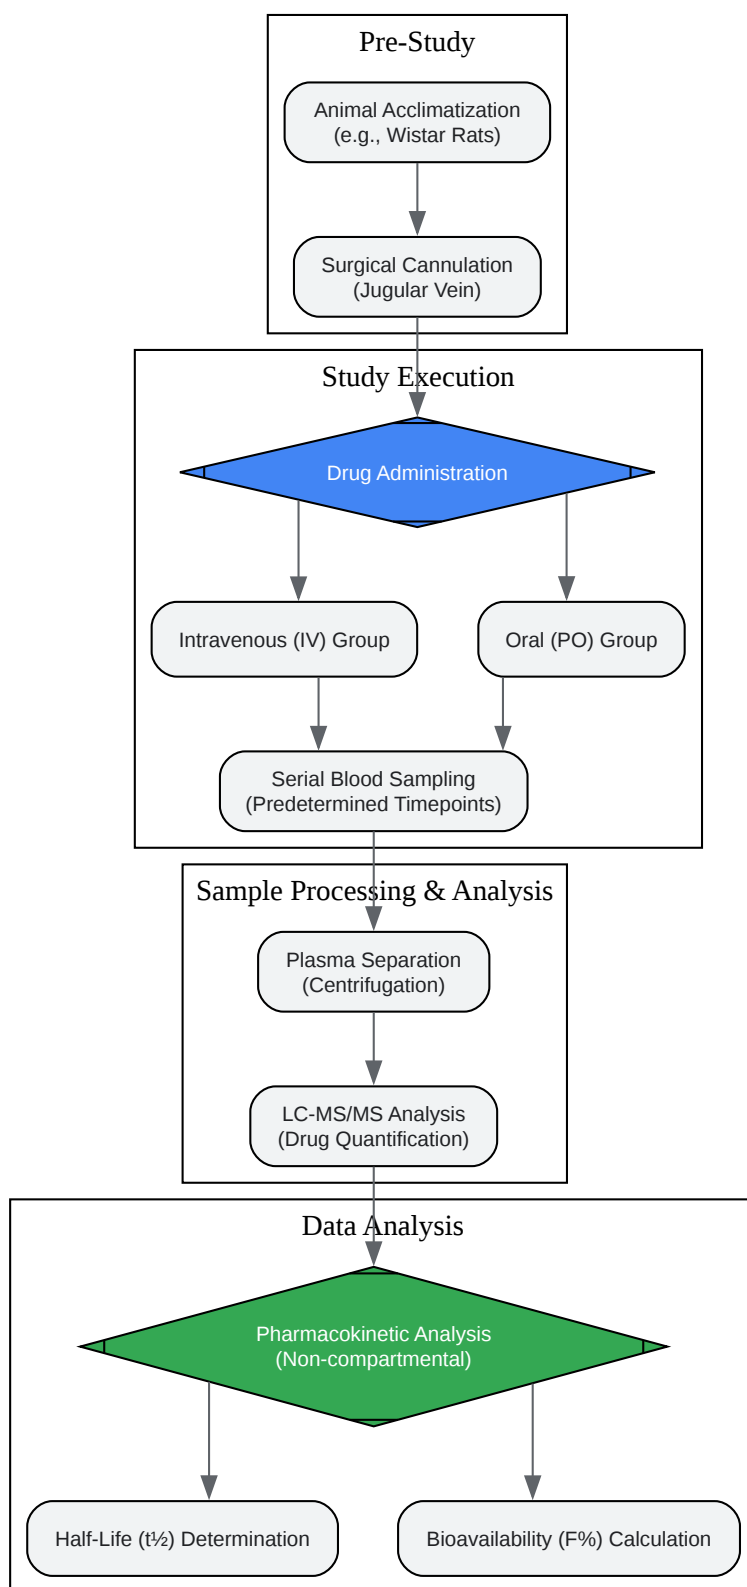 Pre-Study
Animal Acclimatization
(e.g., Wistar Rats)
Surgical Cannulation
(Jugular Vein)
Study Execution
Drug Administration
Intravenous (IV) Group
Oral (PO) Group
Serial Blood Sampling
(Predetermined Timepoints)
Sample Processing & Analysis
Plasma Separation
(Centrifugation)
LC-MS/MS Analysis
(Drug Quantification)
Data Analysis
Pharmacokinetic Analysis
(Non-compartmental)
Half-Life (t½) Determination
Bioavailability (F%) Calculation